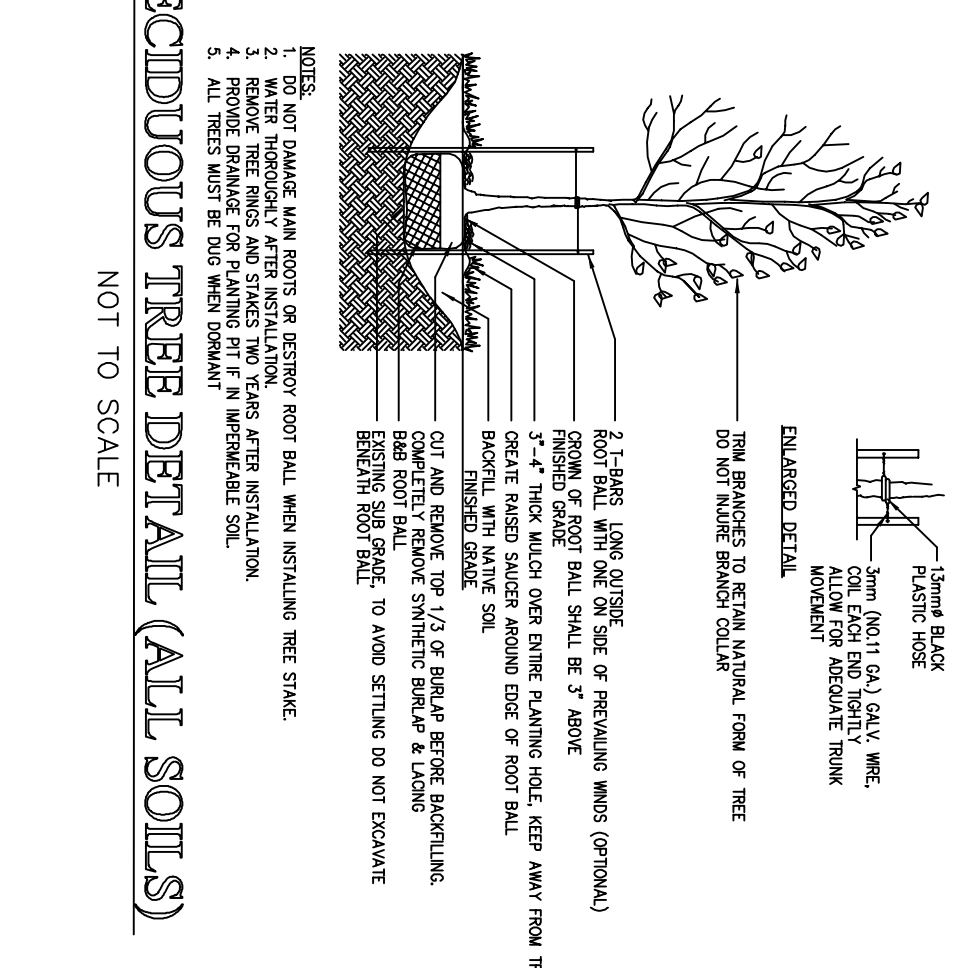 13mmø BLACK
PLASTIC HOSE
3mm (NO.11 GA.) GALV. WIRE,
COIL EACH END TIGHTLY
ALLOW FOR ADEQUATE TRUNK
MOVEMENT
ENLARGED DETAIL
TRIM BRANCHES TO RETAIN NATURAL FORM OF TREE
DO NOT INJURE BRANCH COLLAR
2 T-BARS LONG OUTSIDE
ROOT BALL WITH ONE ON SIDE OF PREVAILING WINDS (OPTIONAL)
CROWN OF ROOT BALL SHALL BE 3" ABOVE
FINISHED GRADE
3"-4" THICK MULCH OVER ENTIRE PLANTING HOLE, KEEP AWAY FROM
CREATE RAISED SAUCER AROUND EDGE OF ROOT BALL
BACKFILL WITH NATIVE SOIL
FINISHED GRADE
CUT AND REMOVE TOP 1/3 OF BURLAP BEFORE BACKFILLING.
COMPLETELY REMOVE SYNTHETIC BURLAP & LACING
B&B ROOT BALL
EXISTING SUB GRADE, TO AVOID SETTLING DO NOT EXCAVATE
BENEATH ROOT BALL
NOTES:
1. DO NOT DAMAGE MAIN ROOTS OR DESTROY ROOT BALL WHEN INSTALLING TREE STAKE.
2. WATER THOROUGHLY AFTER INSTALLATION.
3. REMOVE TREE RINGS AND STAKES TWO YEARS AFTER INSTALLATION.
4. PROVIDE DRAINAGE FOR PLANTING PIT IF IN IMPERMEABLE SOIL.
5. ALL TREES MUST BE DUG WHEN DORMANT
ECIDUOUS TREE DETAIL (ALL SOILS)
NOT TO SCALE